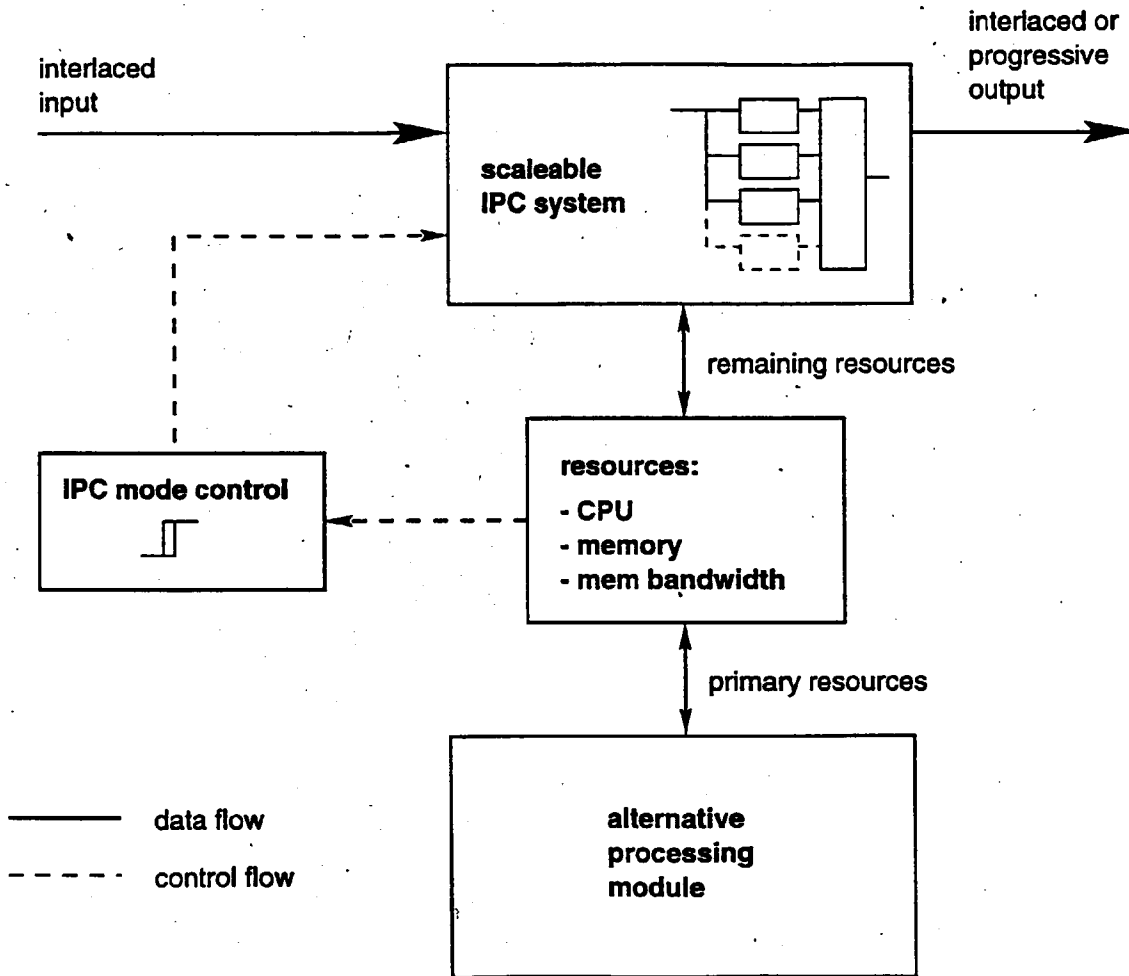 interlaced
input
interlaced or
progressive
output
scaleable
IPC system
remaining resources
IPC mode control
resources:
- CPU
- memory
- mem bandwidth
primary resources
data flow
control flow
alternative
processing
module